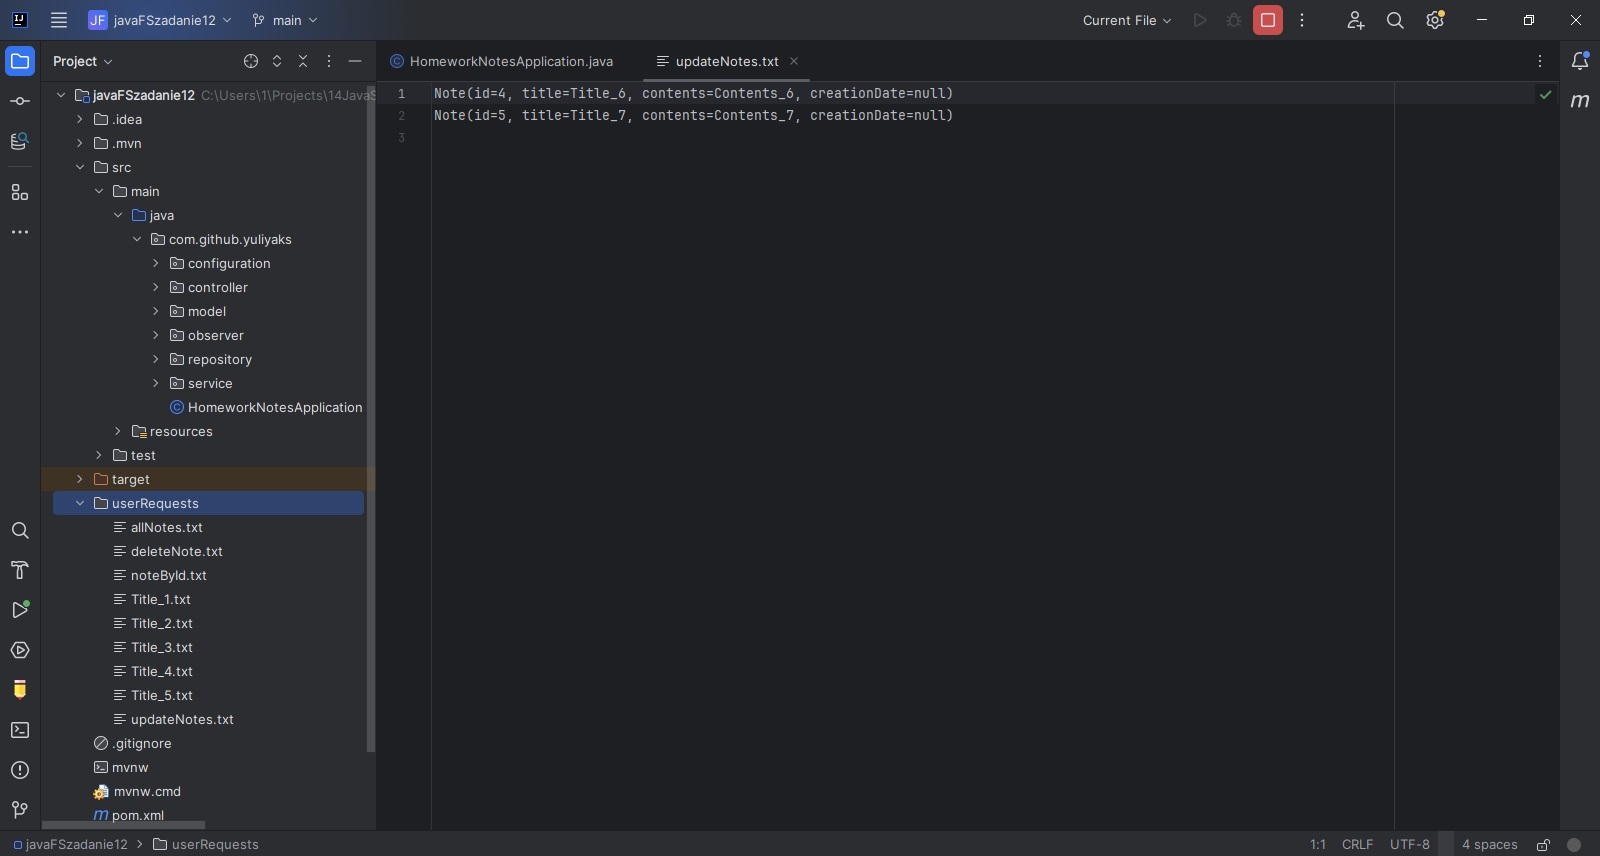 JF javaFSzadanie12 main Current File
Project
HomeworkNotesApplication.java
updateNotes.txt
javaFSzadanie12 C:\Users\1\Projects\14JavaS
.idea
.mvn
src
main
java
com.github.yuliyaks
configuration
controller
model
observer
repository
service
HomeworkNotesApplication
resources
test
target
userRequests
allNotes.txt
deleteNote.txt
noteById.txt
Title_1.txt
Title_2.txt
Title_3.txt
Title_4.txt
Title_5.txt
updateNotes.txt
.gitignore
mvnw
mvnw.cmd
pom.xml
1 Note(id=4, title=Title_6, contents=Contents_6, creationDate=null)
2 Note(id=5, title=Title_7, contents=Contents_7, creationDate=null)
3
javaFSzadanie12 userRequests 1:1 CRLF UTF-8 4 spaces